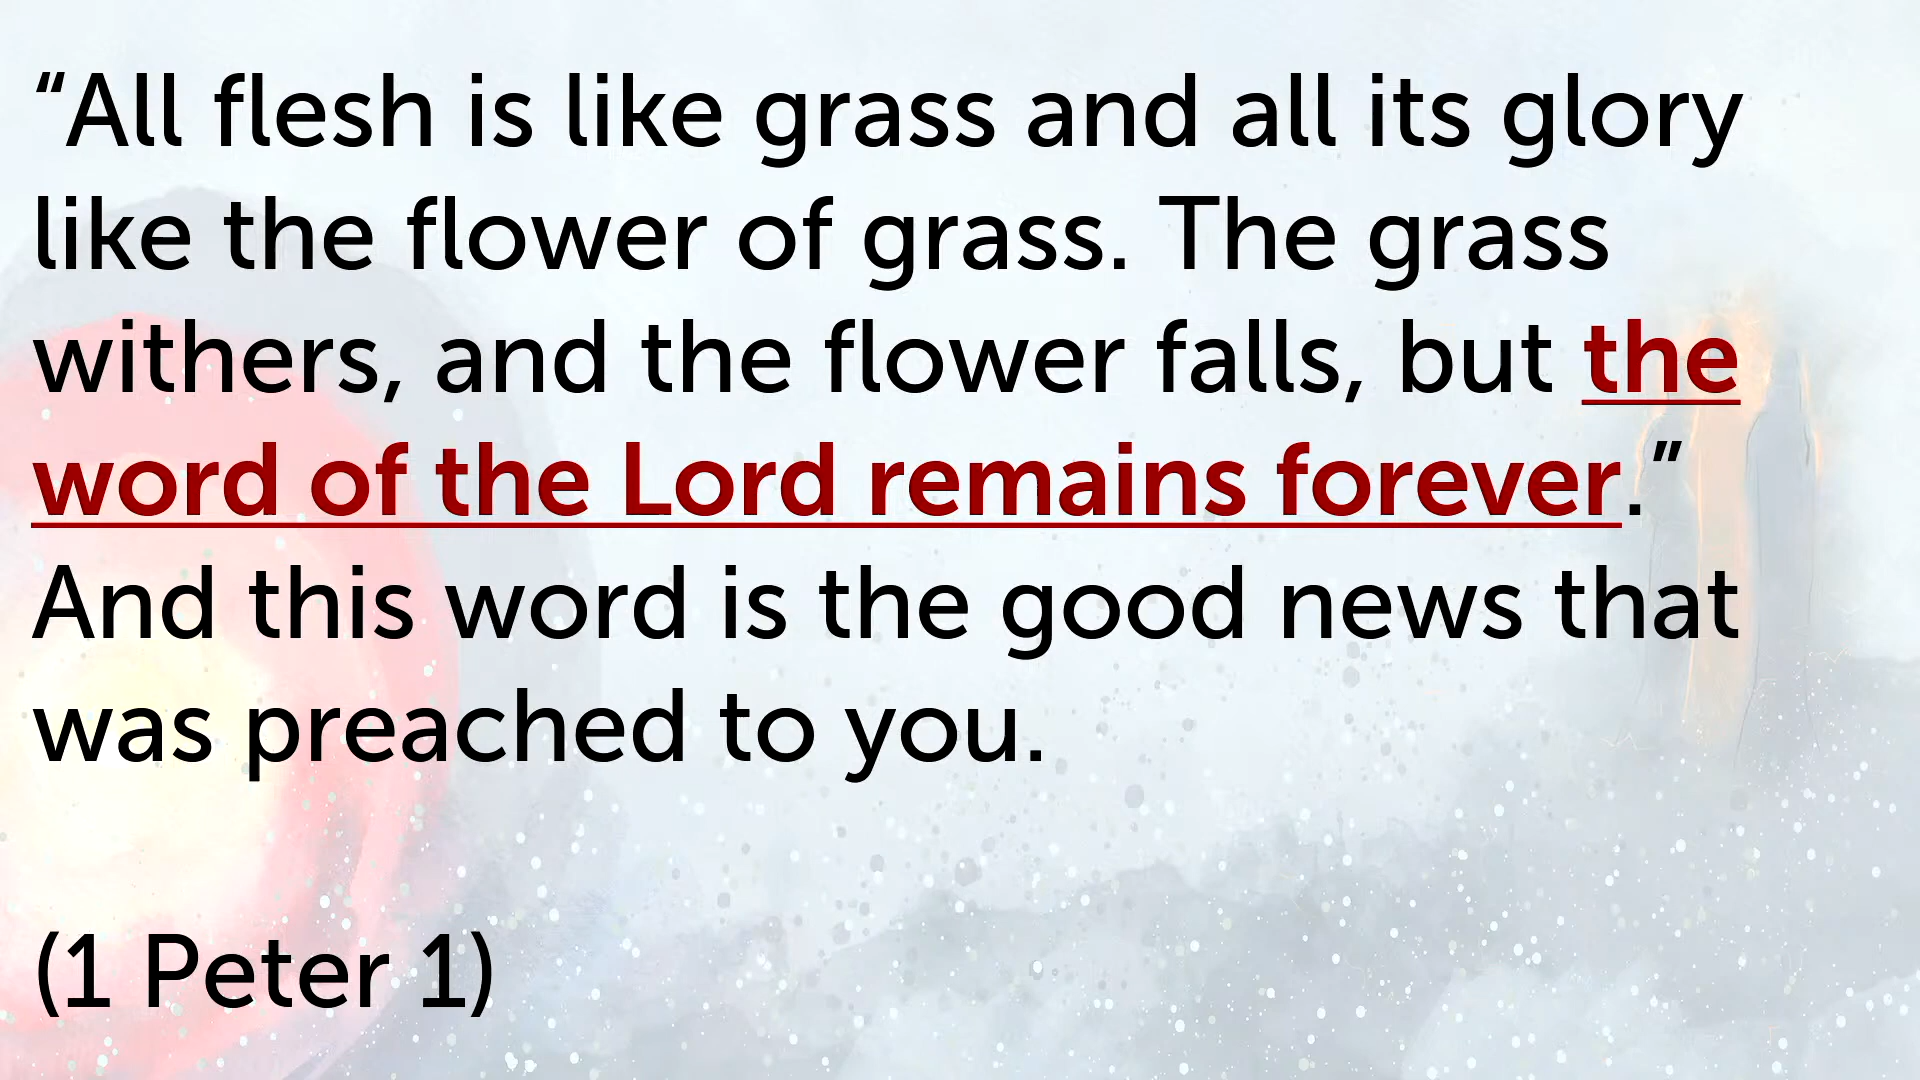 “All flesh is like grass and all its glory
like the flower of grass. The grass
withers, and the flower falls, but the
word of the Lord remains forever.”
And this word is the good news that
was preached to you.
(1 Peter 1)